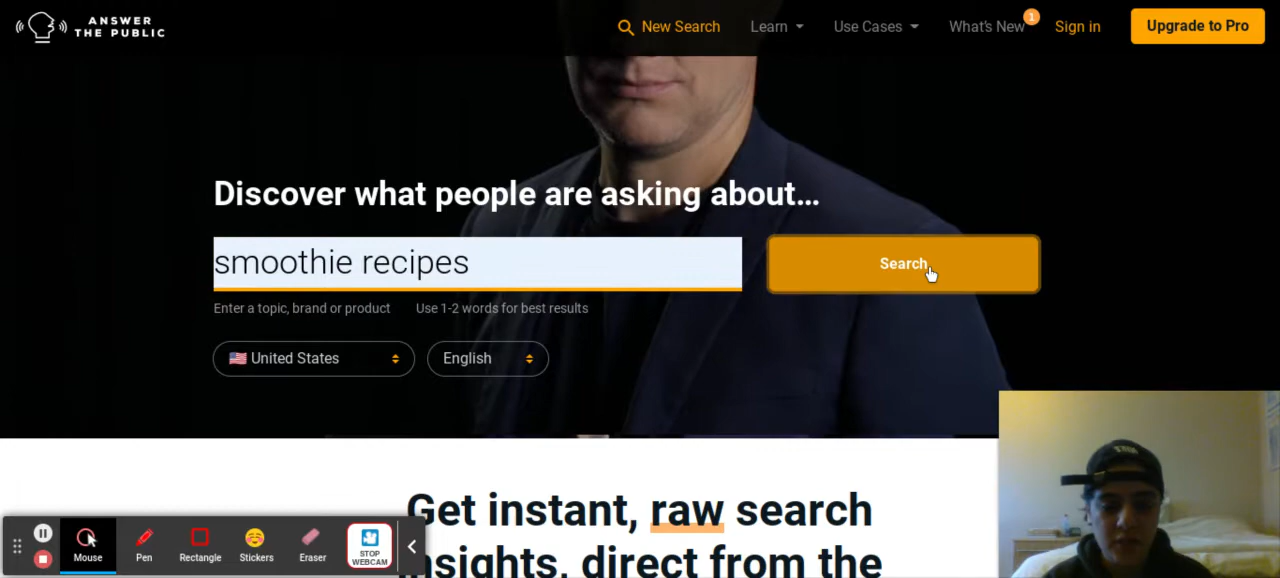 ANSWER
THE PUBLIC
New Search
Learn
Use Cases
What's New
1
Sign in
Upgrade to Pro
Discover what people are asking about...
smoothie recipes
Search
Enter a topic, brand or product
Use 1-2 words for best results
🇺🇸 United States
English
Get instant, raw search
insights, direct from the
Mouse
Pen
Rectangle
Stickers
Eraser
STOP
WEBCAM